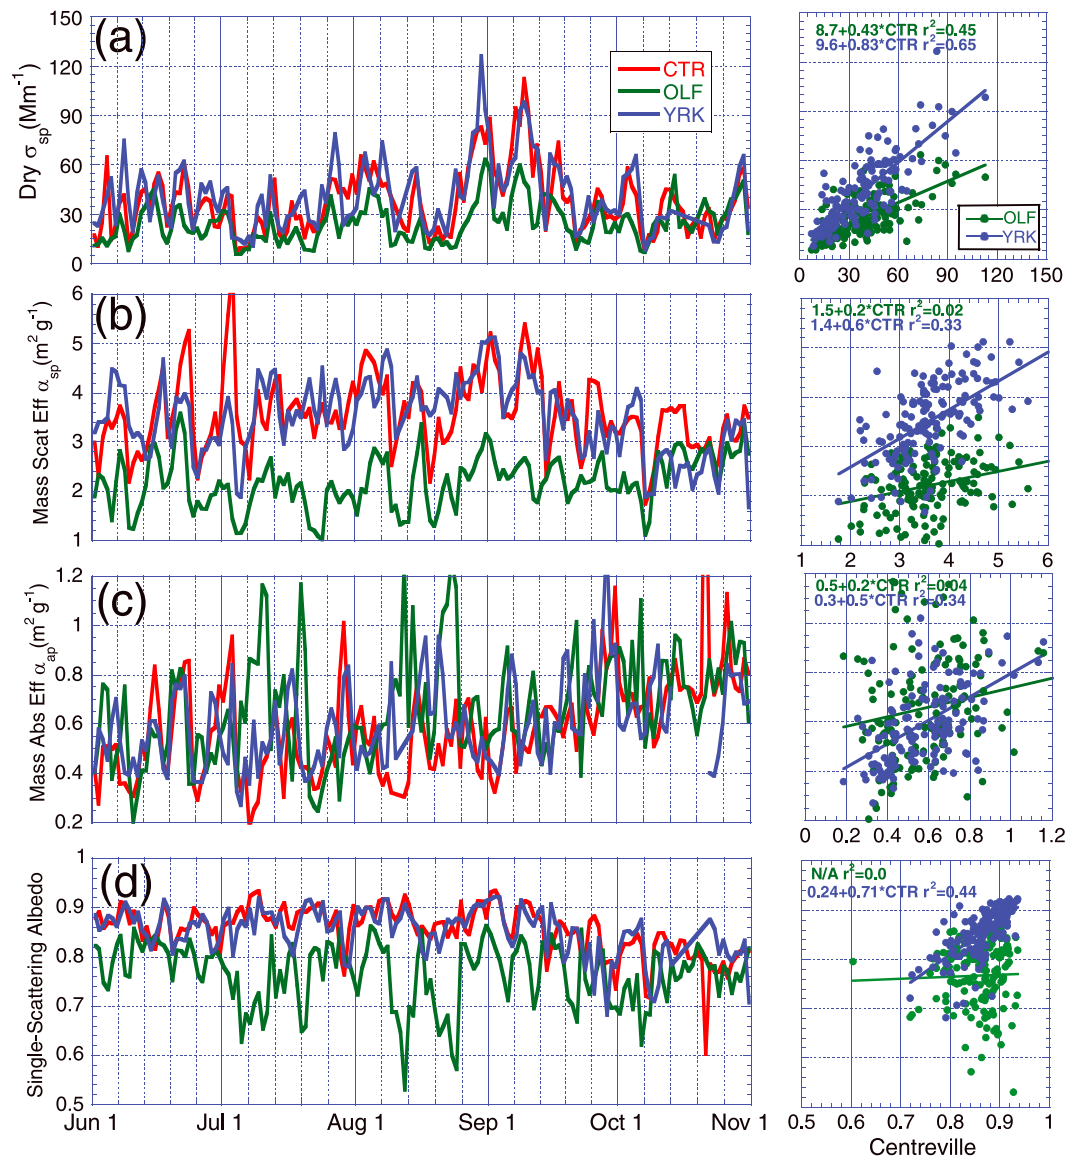 (a)
Dry σsp(Mm-1)
150
120
90
60
30
0
CTR
OLF
YRK
8.7+0.43*CTR r2=0.45
9.6+0.83*CTR r2=0.65
OLF
YRK
0 30 60 90 120 150
(b)
Mass Scat Eff αsp(m2 g-1)
6
5
4
3
2
1
1.5+0.2*CTR r2=0.02
1.4+0.6*CTR r2=0.33
1 2 3 4 5 6
(c)
Mass Abs Eff αap(m2 g-1)
1.2
1
0.8
0.6
0.4
0.2
0.5+0.2*CTR r2=0.04
0.3+0.5*CTR r2=0.34
0 0.2 0.4 0.6 0.8 1 1.2
(d)
Single-Scattering Albedo
1
0.9
0.8
0.7
0.6
0.5
Jun 1 Jul 1 Aug 1 Sep 1 Oct 1 Nov 1
N/A r2=0.0
0.24+0.71*CTR r2=0.44
0.5 0.6 0.7 0.8 0.9 1
Centreville